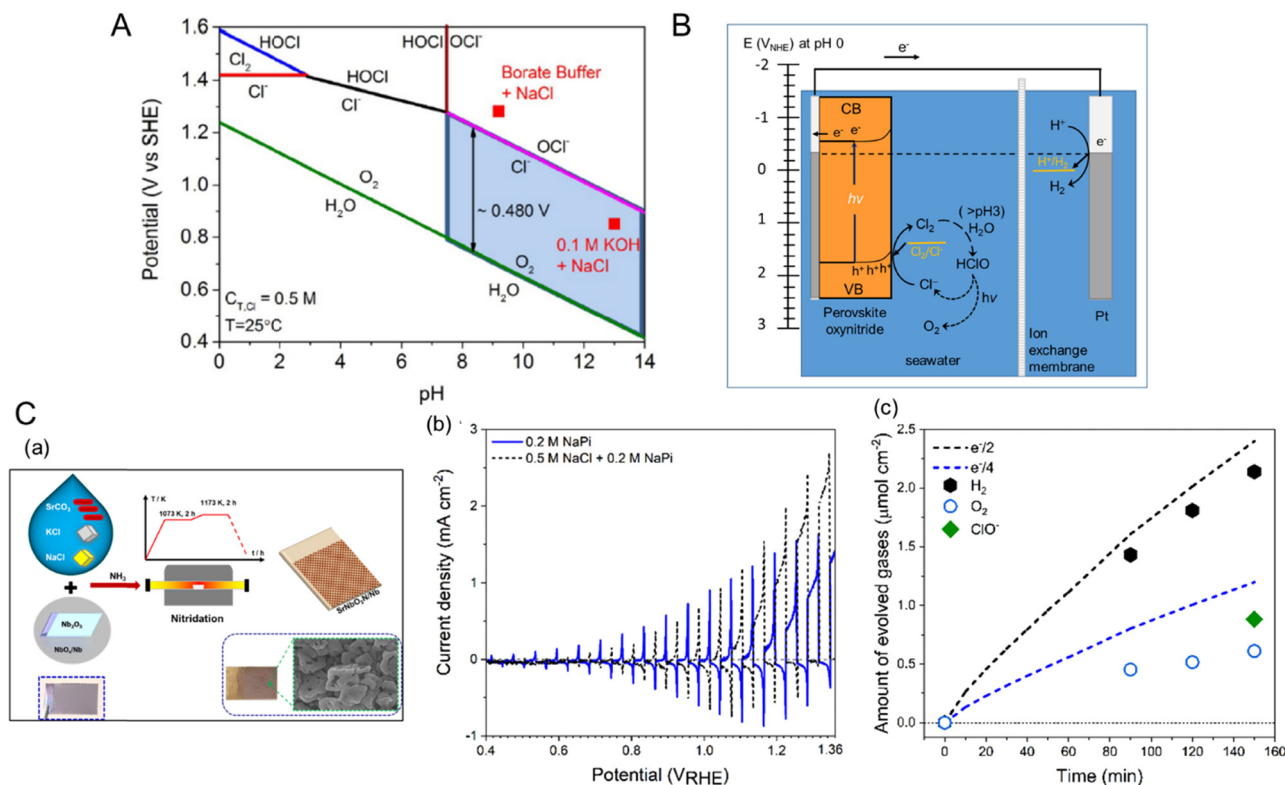 A
1.6
1.4
1.2
1.0
0.8
0.6
0.4
Potential (V vs SHE)
HOCl
Cl2
Cl-
HOCl
Cl-
HOCl
OCl-
Borate Buffer
+ NaCl
OCl-
Cl-
O2
H2O
~ 0.480 V
0.1 M KOH
+ NaCl
O2
H2O
CT,Cl = 0.5 M
T=25°C
0 2 4 6 8 10 12 14
pH
B
E (VNHE) at pH 0
-2
-1
0
1
2
3
e-
CB
e- e-
hν
h+ h+ h+
VB
Perovskite
oxynitride
Cl2
( >pH3)
H2O
Cl2/Cl-
HClO
Cl-
hν
O2
seawater
Ion
exchange
membrane
H+
e-
H+/H2
H2
Pt
C
(a)
SrCO3
KCl
NaCl
+
Nb2O5
NbOx/Nb
NH3
T / K
1073 K, 2 h
1173 K, 2 h
t / h
Nitridation
SrNbO2N/Nb
(b)
0.2 M NaPi
0.5 M NaCl + 0.2 M NaPi
3
2
1
0
-1
Current density (mA cm-2)
0.4 0.6 0.8 1.0 1.2 1.36
Potential (VRHE)
(c)
e-/2
e-/4
H2
O2
ClO-
2.5
2.0
1.5
1.0
0.5
0.0
Amount of evolved gases (μmol cm-2)
0 20 40 60 80 100 120 140 160
Time (min)